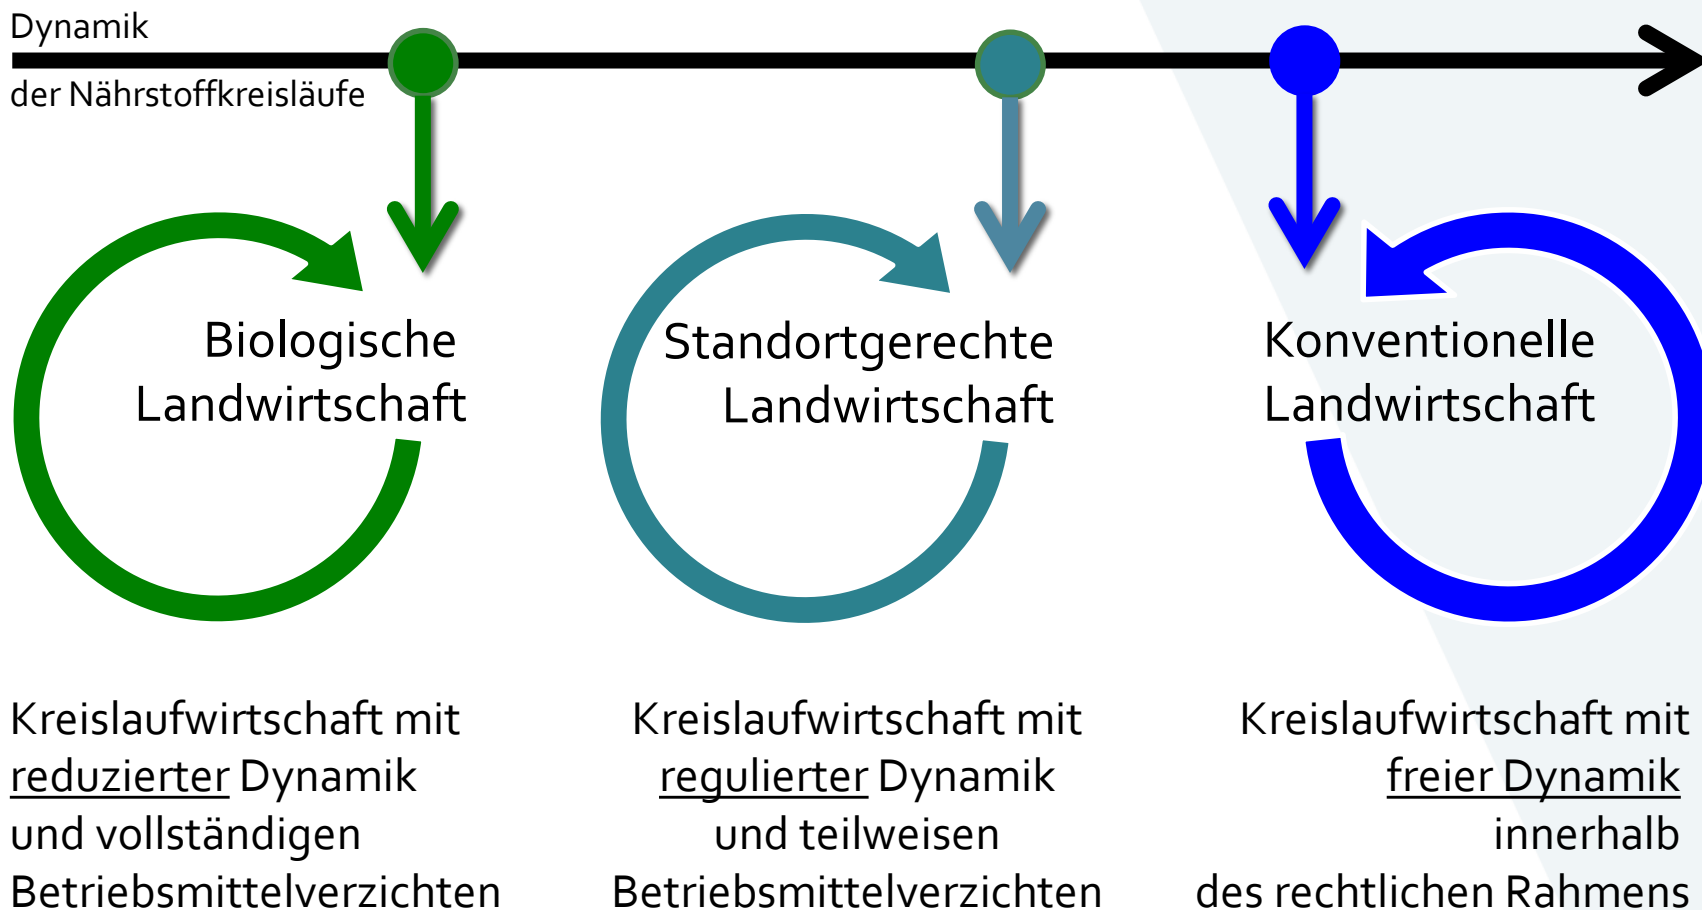 Dynamik
der Nährstoffkreisläufe
Biologische
Landwirtschaft
Standortgerechte
Landwirtschaft
Konventionelle
Landwirtschaft
Kreislaufwirtschaft mit
reduzierter Dynamik
und vollständigen
Betriebsmittelverzichten
Kreislaufwirtschaft mit
regulierter Dynamik
und teilweisen
Betriebsmittelverzichten
Kreislaufwirtschaft mit
freier Dynamik
innerhalb
des rechtlichen Rahmens